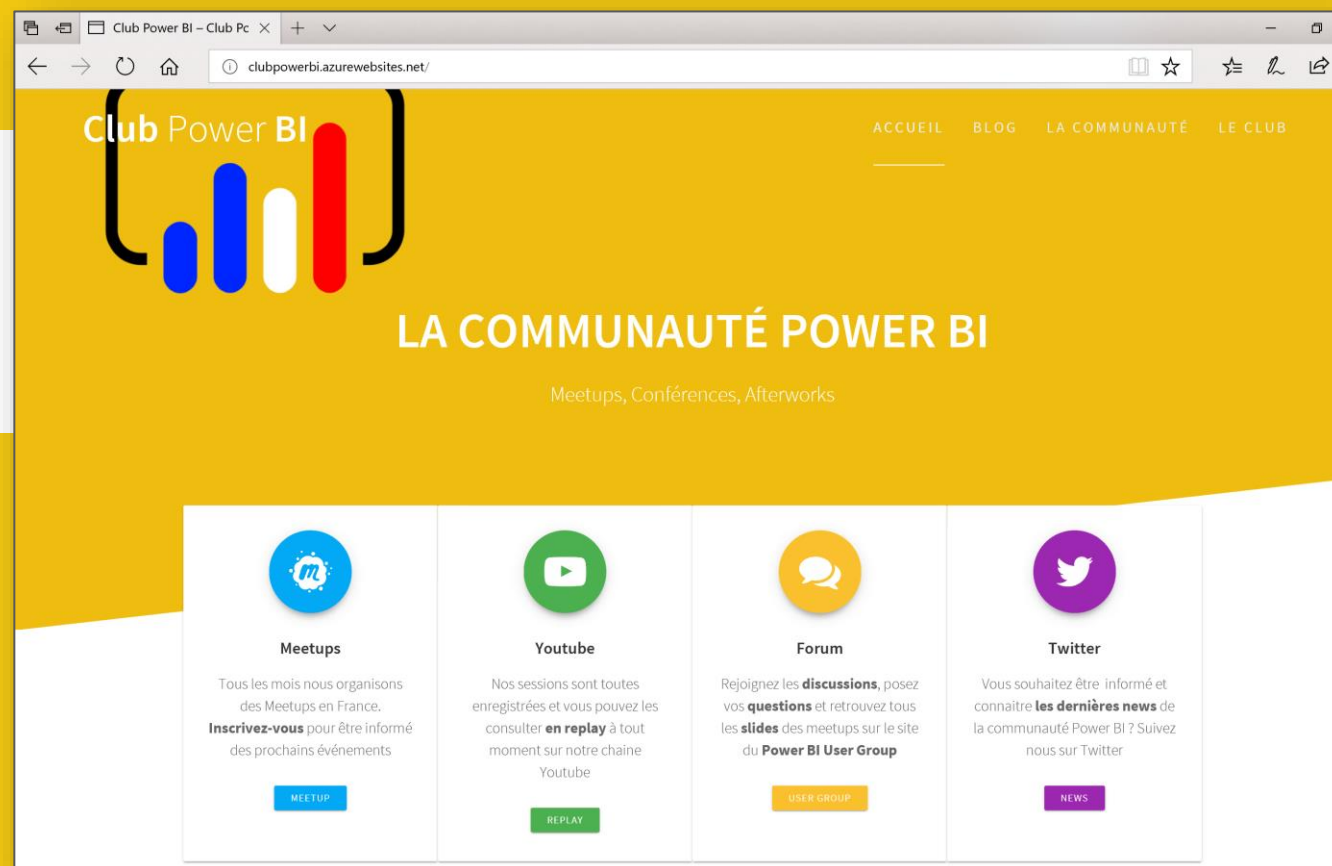 Club Power BI – Club Pc
clubpowerbi.azurewebsites.net/
Club Power BI
ACCUEIL BLOG LA COMMUNAUTÉ LE CLUB
LA COMMUNAUTÉ POWER BI
Meetups, Conférences, Afterworks
Meetups
Tous les mois nous organisons
des Meetups en France.
Inscrivez-vous pour être informé
des prochains événements
MEETUP
Youtube
Nos sessions sont toutes
enregistrées et vous pouvez les
consulter en replay à tout
moment sur notre chaine
Youtube
REPLAY
Forum
Rejoignez les discussions, posez
vos questions et retrouvez tous
les slides des meetups sur le site
du Power BI User Group
USER GROUP
Twitter
Vous souhaitez être informé et
connaitre les dernières news de
la communauté Power BI ? Suivez
nous sur Twitter
NEWS